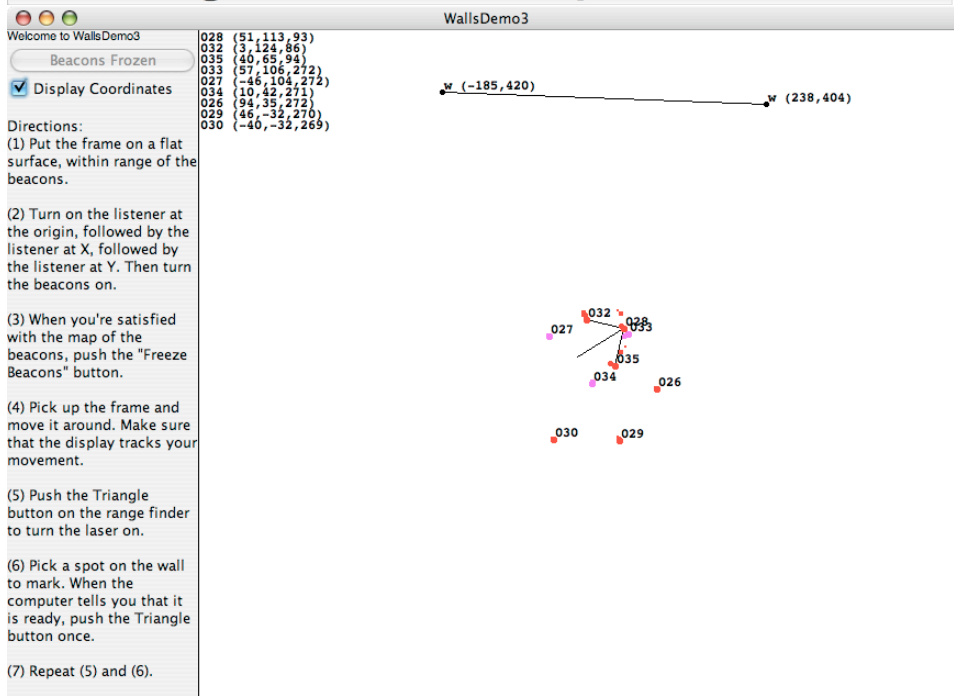 WallsDemo3
Welcome to WallsDemo3
Beacons Frozen
Display Coordinates
Directions:
(1) Put the frame on a flat
surface, within range of the
beacons.
(2) Turn on the listener at
the origin, followed by the
listener at X, followed by
the listener at Y. Then turn
the beacons on.
(3) When you're satisfied
with the map of the
beacons, push the "Freeze
Beacons" button.
(4) Pick up the frame and
move it around. Make sure
that the display tracks your
movement.
(5) Push the Triangle
button on the range finder
to turn the laser on.
(6) Pick a spot on the wall
to mark. When the
computer tells you that it
is ready, push the Triangle
button once.
(7) Repeat (5) and (6).
028 (51,113,93)
032 (3,124,86)
035 (40,65,94)
033 (57,106,272)
027 (-46,104,272)
034 (10,42,271)
026 (94,35,272)
029 (46,-32,270)
030 (-40,-32,269)
w (-185,420)
w (238,404)
032
028
027
033
035
034
026
030
029